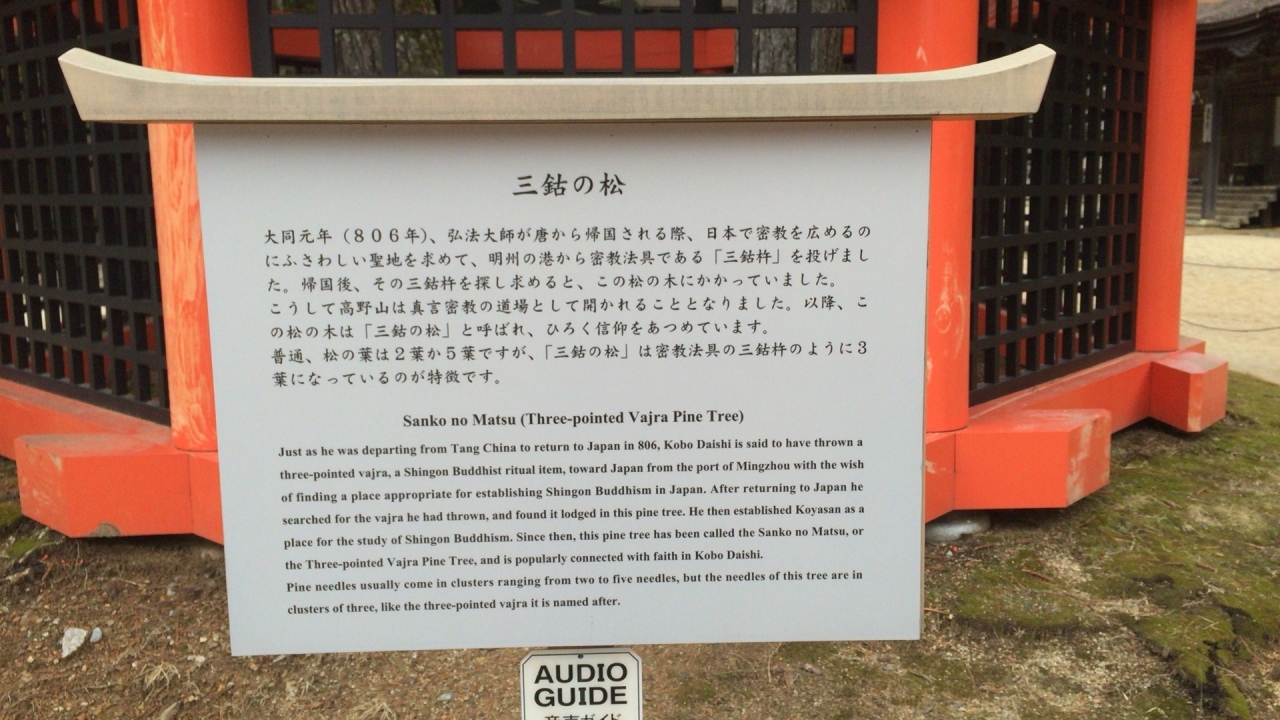 三鈷の松
大同元年（８０６年）、弘法大師が唐から帰国される際、日本で密教を広めるの
にふさわしい聖地を求めて、明州の港から密教法具である「三鈷杵」を投げまし
た。帰国後、その三鈷杵を探し求めると、この松の木にかかっていました。
こうして高野山は真言密教の道場として開かれることとなりました。以降、こ
の松の木は「三鈷の松」と呼ばれ、ひろく信仰をあつめています。
普通、松の葉は２葉か５葉ですが、「三鈷の松」は密教法具の三鈷杵のように３
葉になっているのが特徴です。
Sanko no Matsu (Three-pointed Vajra Pine Tree)
Just as he was departing from Tang China to return to Japan in 806, Kobo Daishi is said to have thrown a
three-pointed vajra, a Shingon Buddhist ritual item, toward Japan from the port of Mingzhou with the wish
of finding a place appropriate for establishing Shingon Buddhism in Japan. After returning to Japan he
searched for the vajra he had thrown, and found it lodged in this pine tree. He then established Koyasan as a
place for the study of Shingon Buddhism. Since then, this pine tree has been called the Sanko no Matsu, or
the Three-pointed Vajra Pine Tree, and is popularly connected with faith in Kobo Daishi.
Pine needles usually come in clusters ranging from two to five needles, but the needles of this tree are in
clusters of three, like the three-pointed vajra it is named after.
AUDIO
GUIDE
音声ガイド